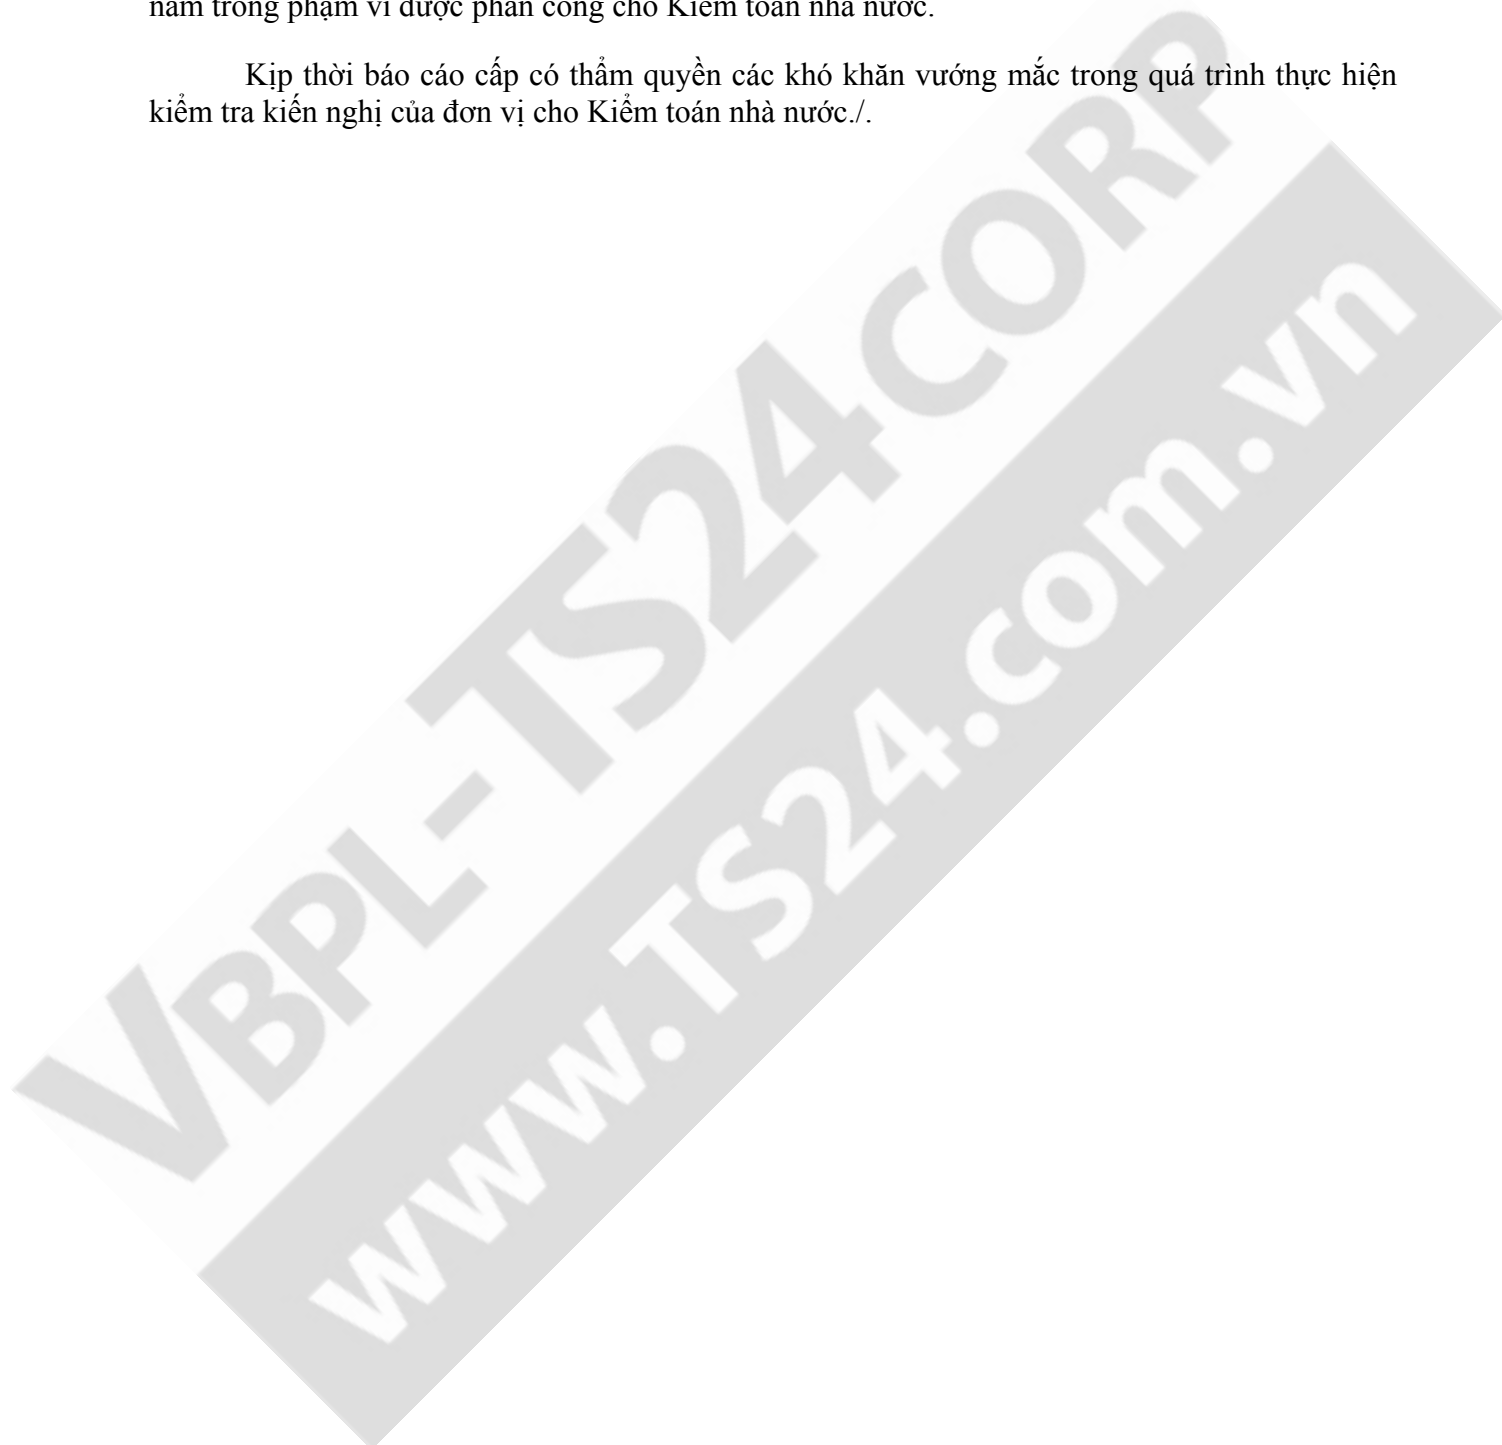 năm trong phạm vi được phân công cho Kiểm toán nhà nước.
Kịp thời báo cáo cấp có thẩm quyền các khó khăn vướng mắc trong quá trình thực hiện
kiểm tra kiến nghị của đơn vị cho Kiểm toán nhà nước./.
VBPL-TS24CORP
www.TS24.com.vn